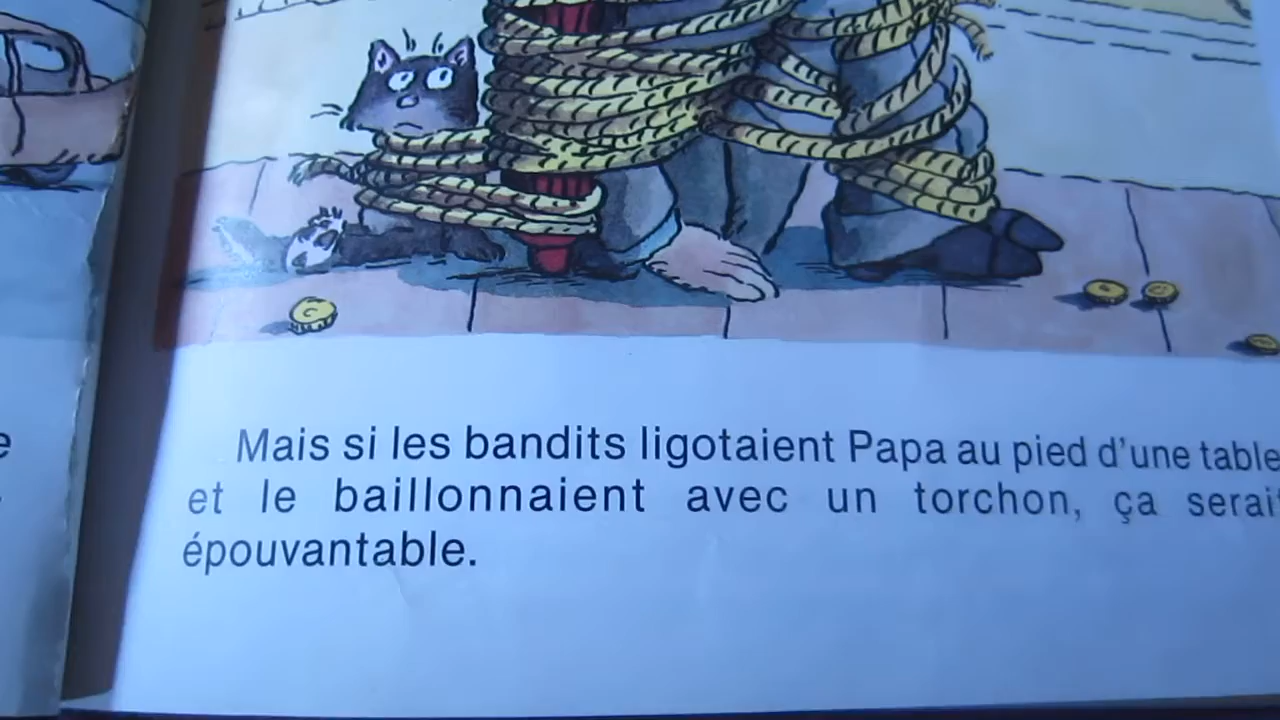 Mais si les bandits ligotaient Papa au pied d'une table
et le baillonnaient avec un torchon, ça serait
épouvantable.